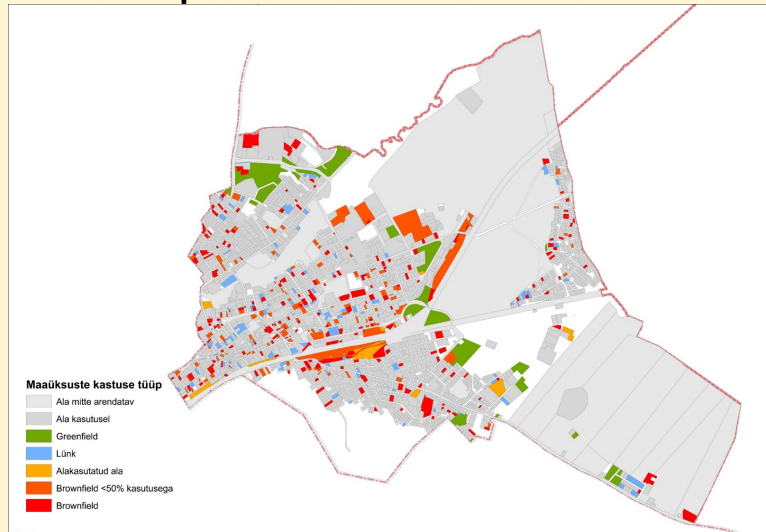 Maaüksuste kastuse tüüp
Ala mitte arendatav
Ala kasutusel
Greenfield
Lünk
Alakasutatud ala
Brownfield <50% kasutusega
Brownfield